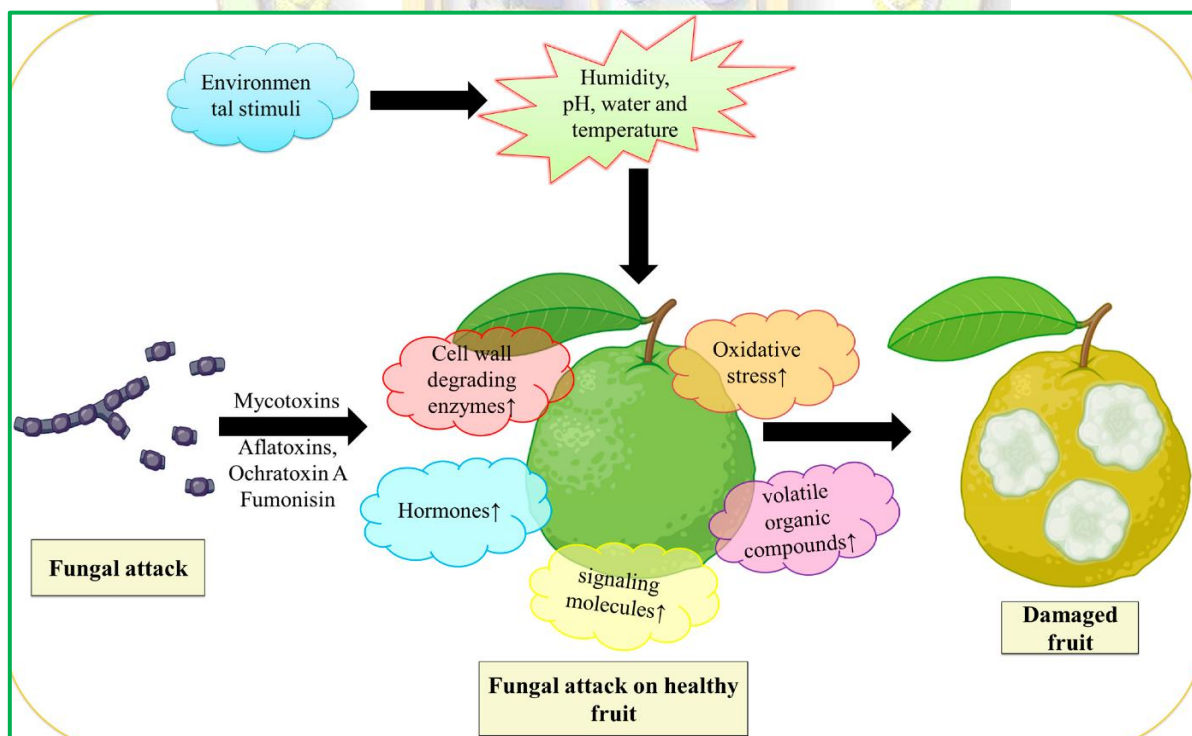 Environmen
tal stimuli
Humidity,
pH, water and
temperature
Mycotoxins
Aflatoxins,
Ochratoxin A
Fumonisin
Fungal attack
Cell wall
degrading
enzymes↑
Oxidative
stress↑
Hormones↑
volatile
organic
compounds↑
signaling
molecules↑
Fungal attack on healthy
fruit
Damaged
fruit